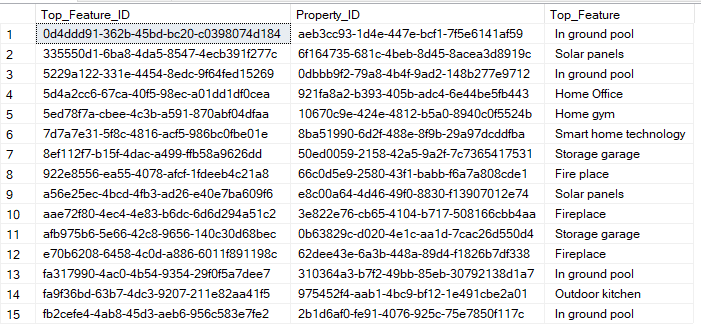 Top_Feature_ID Property_ID Top_Feature
1 0d4ddd91-362b-45bd-bc20-c0398074d184 aeb3cc93-1d4e-447e-bcf1-7f5e6141af59 In ground pool
2 335550d1-6ba8-4da5-8547-4ecb391f277c 6f164735-681c-4beb-8d45-8acea3d8919c Solar panels
3 5229a122-331e-4454-8edc-9f64fed15269 0dbbb9f2-79a8-4b4f-9ad2-148b277e9712 In ground pool
4 5d4a2cc6-67ca-40f5-98ec-a01dd1df0cea 921fa8a2-b393-405b-adc4-6e44be5fb443 Home Office
5 5ed78f7a-cbee-4c3b-a591-870abf04dfaa 10670c9e-424e-4812-b5a0-8940c0f5524b Home gym
6 7d7a7e31-5f8c-4816-acf5-986bc0fbe01e 8ba51990-6d2f-488e-8f9b-29a97dcddfba Smart home technology
7 8ef112f7-b15f-4dac-a499-ffb58a9626dd 50ed0059-2158-42a5-9a2f-7c7365417531 Storage garage
8 922e8556-ea55-4078-afcf-1fdeeb4c21a8 66c0d5e9-2580-43f1-babb-f6a7a808cde1 Fire place
9 a56e25ec-4bcd-4fb3-ad26-e40e7ba609f6 e8c00a64-4d46-49f0-8830-f13907012e74 Solar panels
10 aae72f80-4ec4-4e83-b6dc-6d6d294a51c2 3e822e76-cb65-4104-b717-508166cbb4aa Fireplace
11 afb975b6-5e66-42c8-9656-140c30d68bec 0b63829c-d020-4e1c-aa1d-7cac26d550d4 Storage garage
12 e70b6208-6458-4c0d-a886-6011f891198c 62dee43e-6a3b-448a-89d4-f1826b7df338 Fireplace
13 fa317990-4ac0-4b54-9354-29f0f5a7dee7 310364a3-b7f2-49bb-85eb-30792138d1a7 In ground pool
14 fa9f36bd-63b7-4dc3-9207-211e82aa41f5 975452f4-aab1-4bc9-bf12-1e491cbe2a01 Outdoor kitchen
15 fb2cefe4-4ab8-45d3-aeb6-956c583e7fe2 2b1d6af0-fe91-4076-925c-75e7850f117c In ground pool